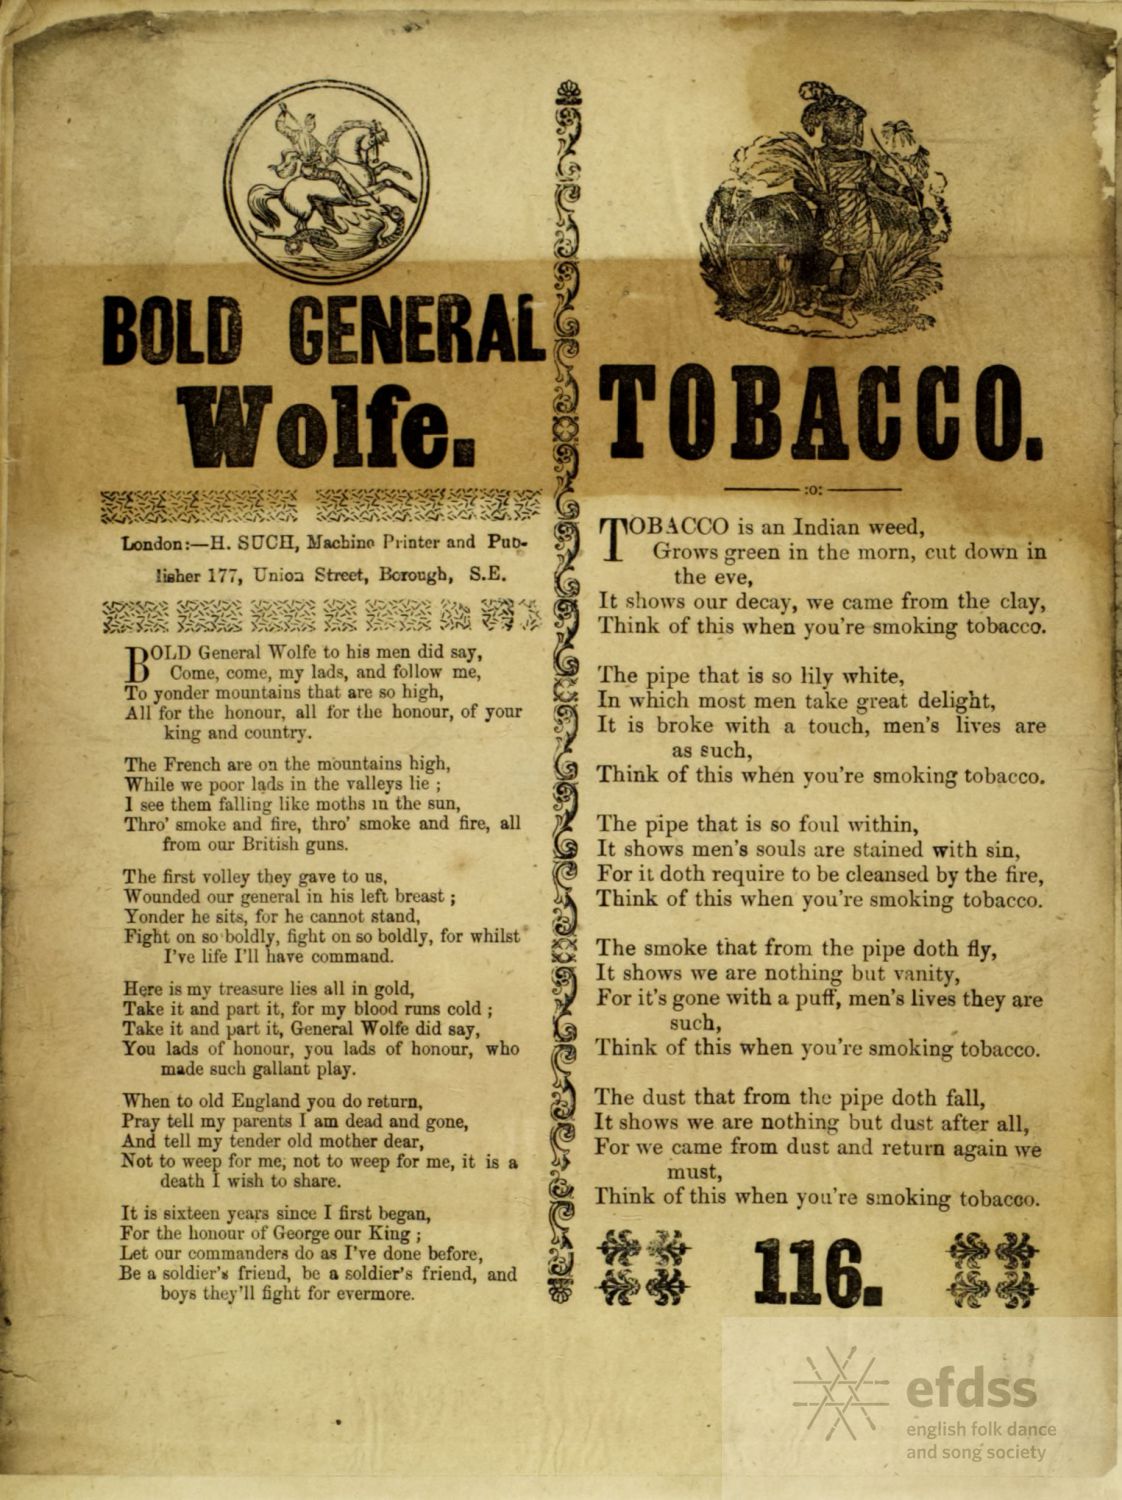 BOLD GENERAL
Wolfe.
London:—H. SUCH, Machine Printer and Pub-
lisher 177, Union Street, Borough, S.E.
BOLD General Wolfe to his men did say,
Come, come, my lads, and follow me,
To yonder mountains that are so high,
All for the honour, all for the honour, of your
king and country.
The French are on the mountains high,
While we poor lads in the valleys lie ;
I see them falling like moths in the sun,
Thro' smoke and fire, thro' smoke and fire, all
from our British guns.
The first volley they gave to us,
Wounded our general in his left breast ;
Yonder he sits, for he cannot stand,
Fight on so boldly, fight on so boldly, for whilst
I've life I'll have command.
Here is my treasure lies all in gold,
Take it and part it, for my blood runs cold ;
Take it and part it, General Wolfe did say,
You lads of honour, you lads of honour, who
made such gallant play.
When to old England you do return,
Pray tell my parents I am dead and gone,
And tell my tender old mother dear,
Not to weep for me, not to weep for me, it is a
death I wish to share.
It is sixteen years since I first began,
For the honour of George our King ;
Let our commanders do as I've done before,
Be a soldier's friend, be a soldier's friend, and
boys they'll fight for evermore.
TOBACCO.
:o:
TOBACCO is an Indian weed,
Grows green in the morn, cut down in
the eve,
It shows our decay, we came from the clay,
Think of this when you're smoking tobacco.
The pipe that is so lily white,
In which most men take great delight,
It is broke with a touch, men's lives are
as such,
Think of this when you're smoking tobacco.
The pipe that is so foul within,
It shows men's souls are stained with sin,
For it doth require to be cleansed by the fire,
Think of this when you're smoking tobacco.
The smoke that from the pipe doth fly,
It shows we are nothing but vanity,
For it's gone with a puff, men's lives they are
such,
Think of this when you're smoking tobacco.
The dust that from the pipe doth fall,
It shows we are nothing but dust after all,
For we came from dust and return again we
must,
Think of this when you're smoking tobacco.
116.
efdss
english folk dance
and song society